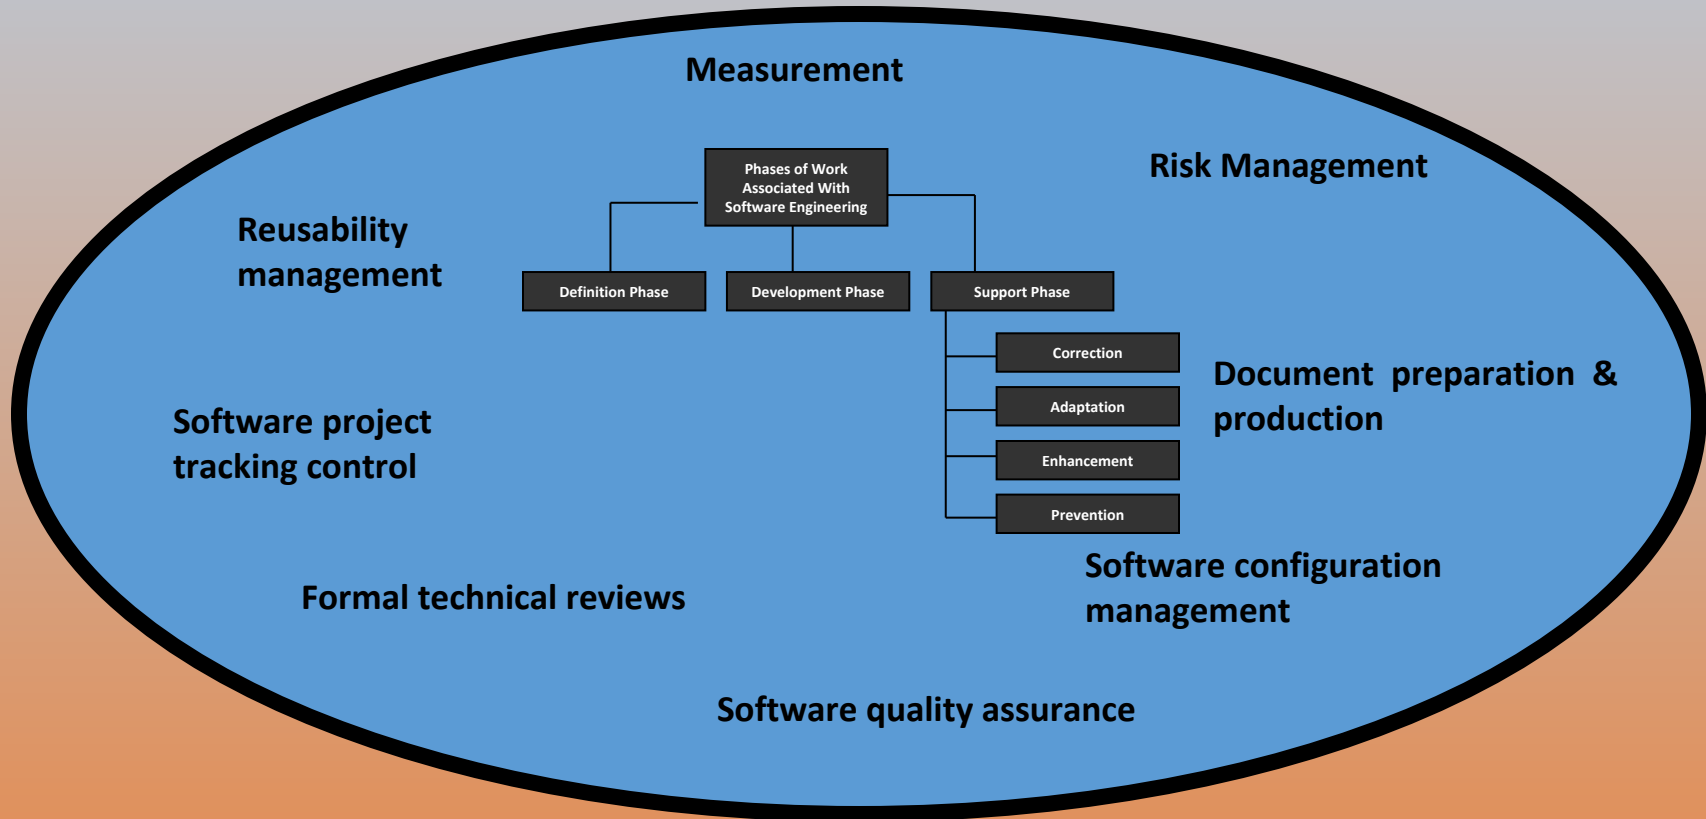 Measurement
Risk Management
Phases of Work
Associated With
Software Engineering
Reusability
management
Definition Phase
Development Phase
Support Phase
Correction
Adaptation
Enhancement
Prevention
Document preparation &
production
Software project
tracking control
Software configuration
management
Formal technical reviews
Software quality assurance